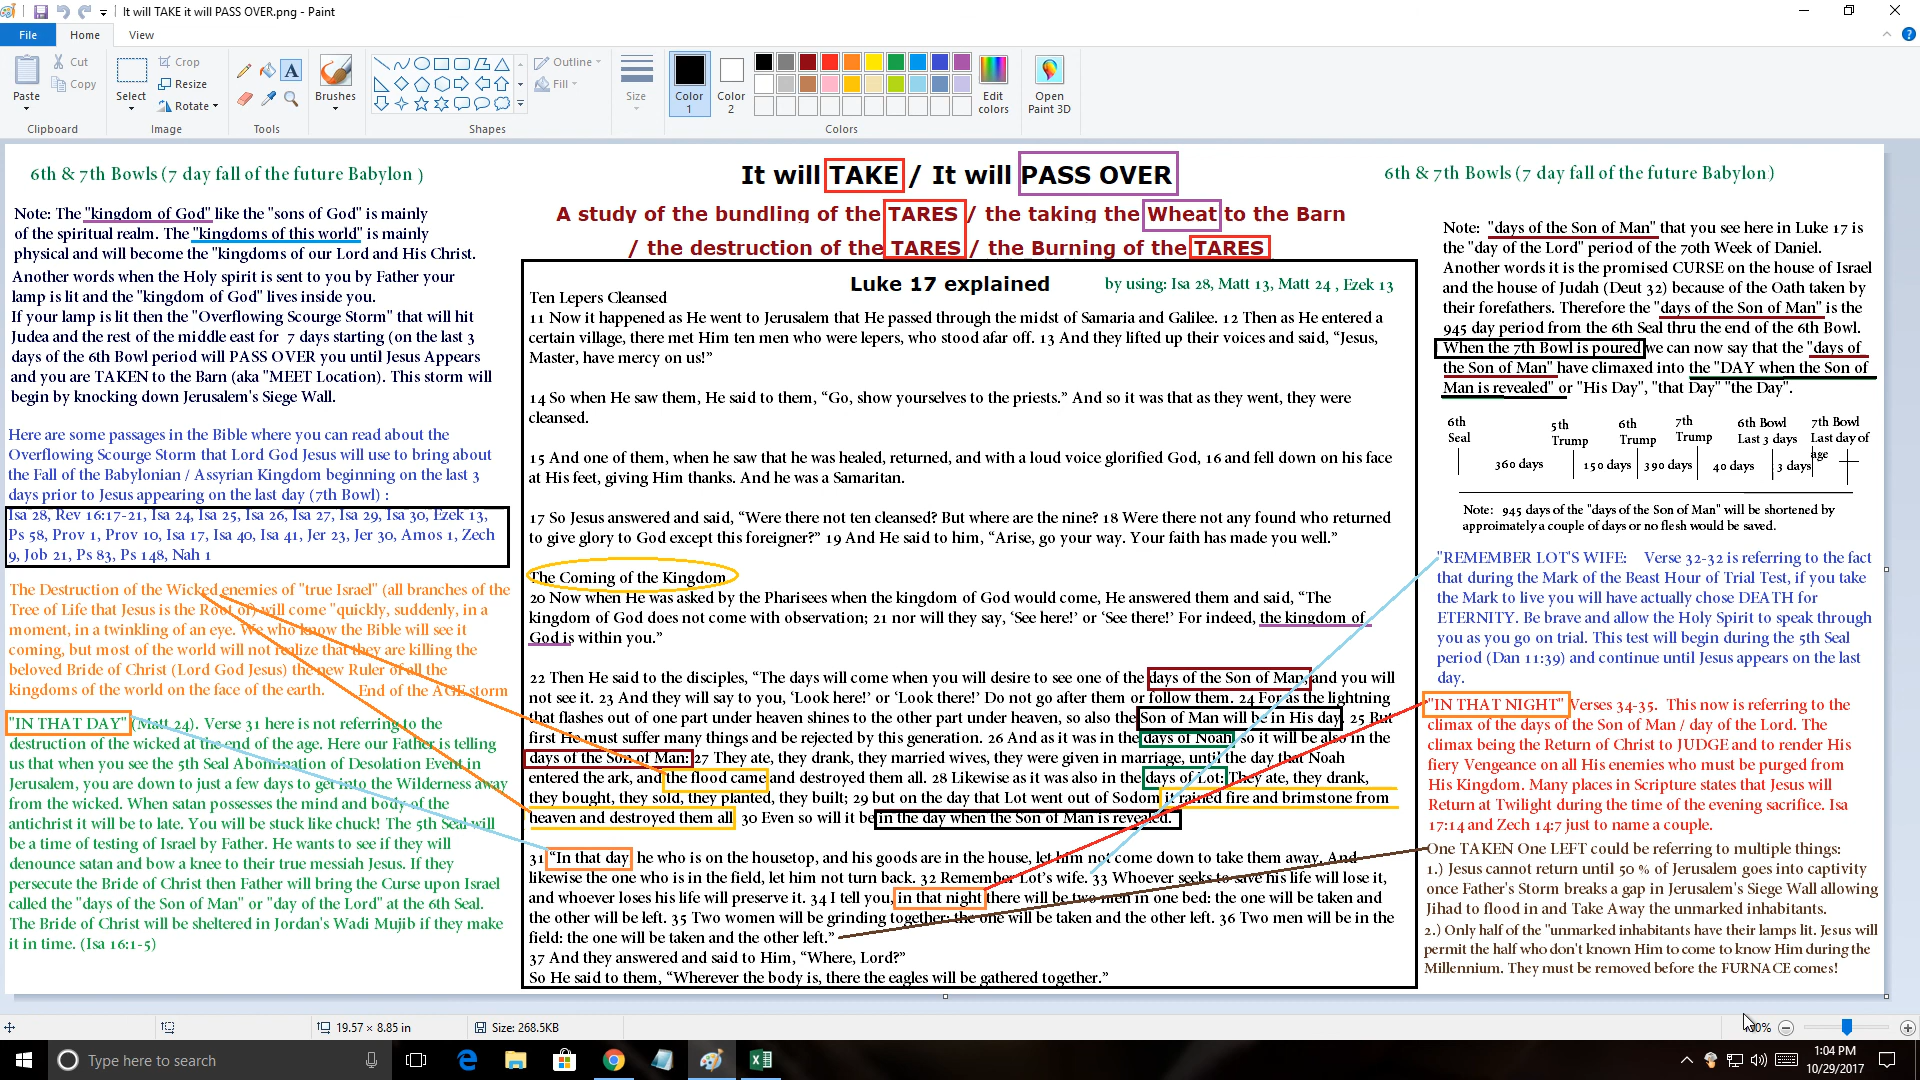 It will TAKE it will PASS OVER.png - Paint
File
Home
View
Paste
Cut
Copy
Clipboard
Select
Crop
Resize
Rotate
Image
Tools
Brushes
Shapes
Outline
Fill
Size
Color 1
Color 2
Edit colors
Open Paint 3D
Colors
6th & 7th Bowls (7 day fall of the future Babylon )
It will TAKE / It will PASS OVER
6th & 7th Bowls (7 day fall of the future Babylon)
A study of the bundling of the TARES / the taking the Wheat to the Barn
/ the destruction of the TARES / the Burning of the TARES
Note: The "kingdom of God" like the "sons of God" is mainly
of the spiritual realm. The "kingdoms of this world" is mainly
physical and will become the "kingdoms of our Lord and His Christ.
Another words when the Holy spirit is sent to you by Father your
lamp is lit and the "kingdom of God" lives inside you.
If your lamp is lit then the "Overflowing Scourge Storm" that will hit
Judea and the rest of the middle east for 7 days starting (on the last 3
days of the 6th Bowl period will PASS OVER you until Jesus Appears
and you are TAKEN to the Barn (aka "MEET Location). This storm will
begin by knocking down Jerusalem's Siege Wall.
Here are some passages in the Bible where you can read about the
Overflowing Scourge Storm that Lord God Jesus will use to bring about
the Fall of the Babylonian / Assyrian Kingdom beginning on the last 3
days prior to Jesus appearing on the last day (7th Bowl) :
Isa 28, Rev 16:17-21, Isa 24, Isa 25, Isa 26, Isa 27, Isa 29, Isa 30, Ezek 13,
Ps 58, Prov 1, Prov 10, Isa 17, Isa 40, Isa 41, Jer 23, Jer 30, Amos 1, Zech
9, Job 21, Ps 83, Ps 148, Nah 1
The Destruction of the Wicked enemies of "true Israel" (all branches of the
Tree of Life that Jesus is the Root of) will come "quickly, suddenly, in a
moment, in a twinkling of an eye. We who know the Bible will see it
coming, but most of the world will not realize that they are killing the
beloved Bride of Christ (Lord God Jesus) the new Ruler of all the
kingdoms of the world on the face of the earth.
End of the AGE storm
"IN THAT DAY" (Matt 24). Verse 31 here is not referring to the
destruction of the wicked at the end of the age. Here our Father is telling
us that when you see the 5th Seal Abomination of Desolation Event in
Jerusalem, you are down to just a few days to get into the Wilderness away
from the wicked. When satan possesses the mind and body of the
antichrist it will be to late. You will be stuck like chuck! The 5th Seal will
be a time of testing of Israel by Father. He wants to see if they will
denounce satan and bow a knee to their true messiah Jesus. If they
persecute the Bride of Christ then Father will bring the Curse upon Israel
called the "days of the Son of Man" or "day of the Lord" at the 6th Seal.
The Bride of Christ will be sheltered in Jordan's Wadi Mujib if they make
it in time. (Isa 16:1-5)
Luke 17 explained
by using: Isa 28, Matt 13, Matt 24 , Ezek 13
Ten Lepers Cleansed
11 Now it happened as He went to Jerusalem that He passed through the midst of Samaria and Galilee. 12 Then as He entered a
certain village, there met Him ten men who were lepers, who stood afar off. 13 And they lifted up their voices and said, “Jesus,
Master, have mercy on us!”
14 So when He saw them, He said to them, “Go, show yourselves to the priests.” And so it was that as they went, they were
cleansed.
15 And one of them, when he saw that he was healed, returned, and with a loud voice glorified God, 16 and fell down on his face
at His feet, giving Him thanks. And he was a Samaritan.
17 So Jesus answered and said, “Were there not ten cleansed? But where are the nine? 18 Were there not any found who returned
to give glory to God except this foreigner?” 19 And He said to him, “Arise, go your way. Your faith has made you well.”
The Coming of the Kingdom
20 Now when He was asked by the Pharisees when the kingdom of God would come, He answered them and said, “The
kingdom of God does not come with observation; 21 nor will they say, ‘See here!’ or ‘See there!’ For indeed, the kingdom of
God is within you.”
22 Then He said to the disciples, “The days will come when you will desire to see one of the days of the Son of Man, and you will
not see it. 23 And they will say to you, ‘Look here!’ or ‘Look there!’ Do not go after them or follow them. 24 For as the lightning
that flashes out of one part under heaven shines to the other part under heaven, so also the Son of Man will be in His day. 25 But
first He must suffer many things and be rejected by this generation. 26 And as it was in the days of Noah, so it will be also in the
days of the Son of Man: 27 They ate, they drank, they married wives, they were given in marriage, until the day that Noah
entered the ark, and the flood came and destroyed them all. 28 Likewise as it was also in the days of Lot: They ate, they drank,
they bought, they sold, they planted, they built; 29 but on the day that Lot went out of Sodom it rained fire and brimstone from
heaven and destroyed them all. 30 Even so will it be in the day when the Son of Man is revealed.
31 “In that day, he who is on the housetop, and his goods are in the house, let him not come down to take them away. And
likewise the one who is in the field, let him not turn back. 32 Remember Lot’s wife. 33 Whoever seeks to save his life will lose it,
and whoever loses his life will preserve it. 34 I tell you, in that night there will be two men in one bed: the one will be taken and
the other will be left. 35 Two women will be grinding together: the one will be taken and the other left. 36 Two men will be in the
field: the one will be taken and the other left.”
37 And they answered and said to Him, “Where, Lord?”
So He said to them, “Wherever the body is, there the eagles will be gathered together.”
Note: "days of the Son of Man" that you see here in Luke 17 is
the "day of the Lord" period of the 70th Week of Daniel.
Another words it is the promised CURSE on the house of Israel
and the house of Judah (Deut 32) because of the Oath taken by
their forefathers. Therefore the "days of the Son of Man" is the
945 day period from the 6th Seal thru the end of the 6th Bowl.
When the 7th Bowl is poured we can now say that the "days of
the Son of Man" have climaxed into the "DAY when the Son of
Man is revealed" or "His Day", "that Day" "the Day".
6th Seal
5th Trump
6th Trump
7th Trump
6th Bowl Last 3 days
7th Bowl Last day of age
360 days
150 days
390 days
40 days
3 days
Note: 945 days of the "days of the Son of Man" will be shortened by
approimately a couple of days or no flesh would be saved.
"REMEMBER LOT'S WIFE: Verse 32-32 is referring to the fact
that during the Mark of the Beast Hour of Trial Test, if you take
the Mark to live you will have actually chose DEATH for
ETERNITY. Be brave and allow the Holy Spirit to speak through
you as you go on trial. This test will begin during the 5th Seal
period (Dan 11:39) and continue until Jesus appears on the last
day.
"IN THAT NIGHT" Verses 34-35. This now is referring to the
climax of the days of the Son of Man / day of the Lord. The
climax being the Return of Christ to JUDGE and to render His
fiery Vengeance on all His enemies who must be purged from
His Kingdom. Many places in Scripture states that Jesus will
Return at Twilight during the time of the evening sacrifice. Isa
17:14 and Zech 14:7 just to name a couple.
One TAKEN One LEFT could be referring to multiple things:
1.) Jesus cannot return until 50 % of Jerusalem goes into captivity
once Father's Storm breaks a gap in Jerusalem's Siege Wall allowing
Jihad to flood in and Take Away the unmarked inhabitants.
2.) Only half of the "unmarked inhabitants have their lamps lit. Jesus will
permit the half who don't known Him to come to know Him during the
Millennium. They must be removed before the FURNACE comes!
19.57 × 8.85 in
Size: 268.5KB
Type here to search
1:04 PM
10/29/2017